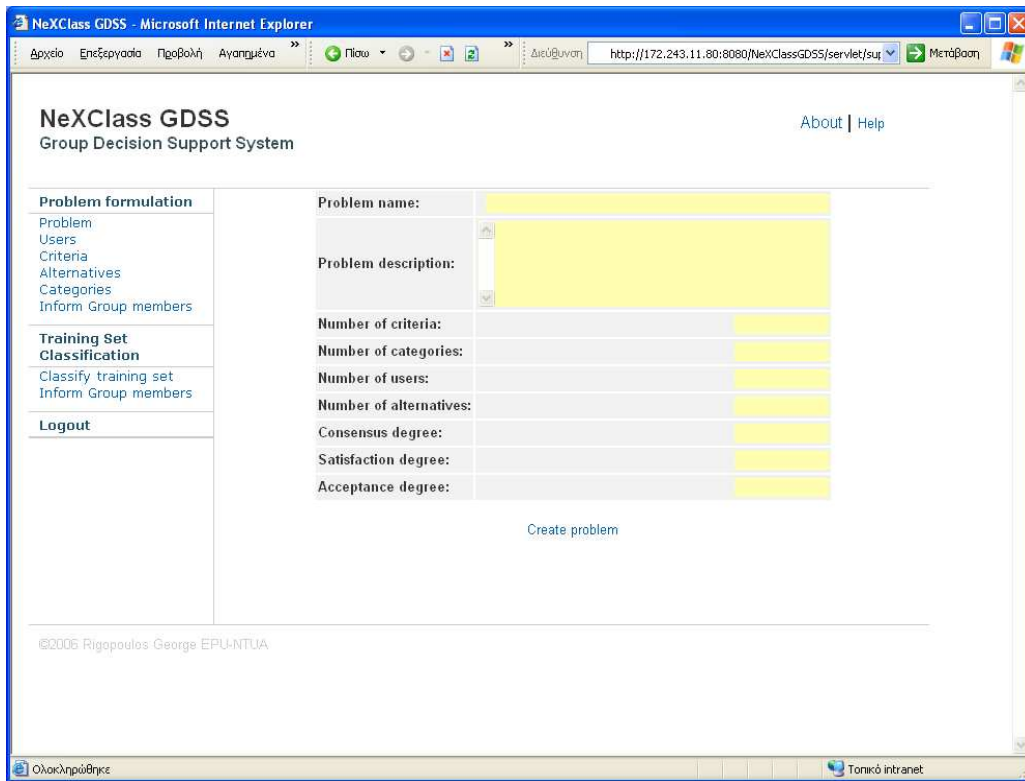 NeXClass GDSS - Microsoft Internet Explorer
Αρχείο Επεξεργασία Προβολή Αγαπημένα » Πίσω » Διεύθυνση http://172.243.11.80:8080/NeXClassGDSS/servlet/sup Μετάβαση
NeXClass GDSS
Group Decision Support System
About | Help
Problem formulation
Problem
Users
Criteria
Alternatives
Categories
Inform Group members
Training Set
Classification
Classify training set
Inform Group members
Logout
Problem name:
Problem description:
Number of criteria:
Number of categories:
Number of users:
Number of alternatives:
Consensus degree:
Satisfaction degree:
Acceptance degree:
Create problem
©2006 Rigopoulos George EPU-NTUA
Ολοκληρώθηκε
Τοπικό intranet